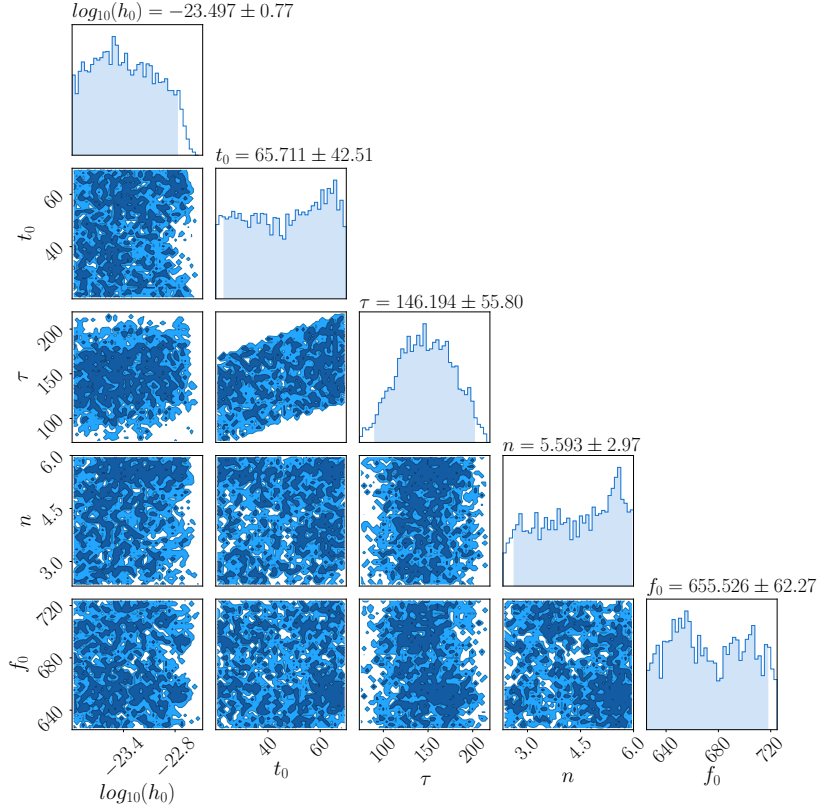 log₁₀(h₀) = −23.497 ± 0.77
t₀ = 65.711 ± 42.51
60
40
t₀
τ = 146.194 ± 55.80
200
150
100
τ
n = 5.593 ± 2.97
6.0
4.5
3.0
n
f₀ = 655.526 ± 62.27
720
680
640
f₀
−23.4 −22.8 40 60 100 150 200 3.0 4.5 6.0 640 680 720
log₁₀(h₀) t₀ τ n f₀